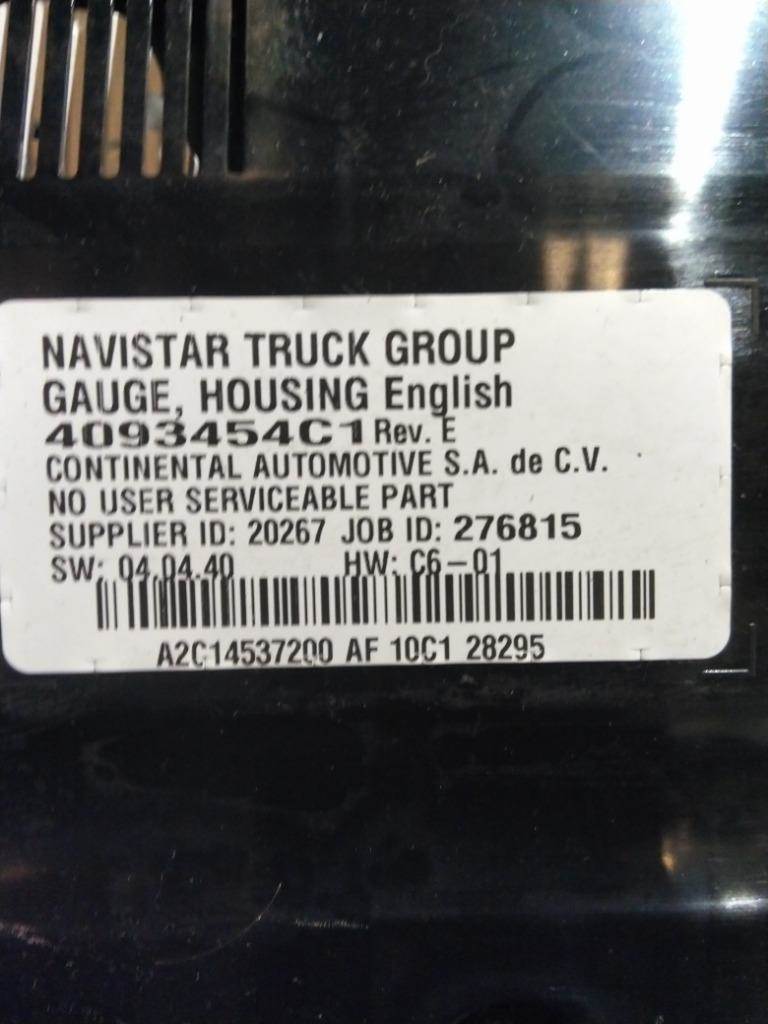 NAVISTAR TRUCK GROUP
GAUGE, HOUSING English
4093454C1 Rev. E
CONTINENTAL AUTOMOTIVE S.A. de C.V.
NO USER SERVICEABLE PART
SUPPLIER ID: 20267 JOB ID: 276815
SW: 04.04.40 HW: C6-01
A2C14537200 AF 10C1 28295